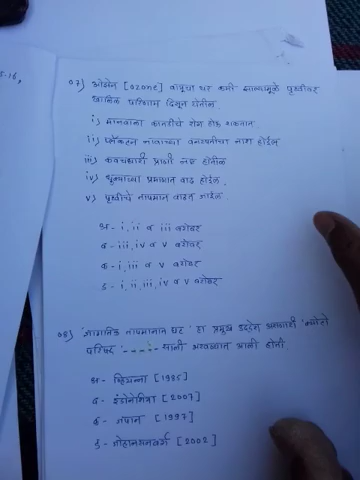 07) ओझोन [ozone] वायूचा थर कमी झाल्यामूळे पृथ्वीवर
खालिल परिणाम दिसून येतील.
i) मानवाला कातडीचे रोग होऊ शकतात.
ii) प्लँक्टन नावाच्या वनस्पतीचा नाश होईल
iii) कवचधारी प्राणी नष्ट होतील
iv) धूक्याच्या प्रमाणात वाढ होईल.
v) पृथ्वीचे तापमान वाढत जाईल.
अ- i, ii व iii बरोबर
ब- iii, iv व v बरोबर
क- i, iii व v बरोबर
ड- i, ii, iii, iv व v बरोबर
08) 'जागतिक तापमानात घट' हा प्रमुख उद्देश असणारी 'क्योटो
परिषद' ----- साली अस्तित्वात आली होती.
अ- व्हिएन्ना [1985]
ब- इंडोनेशिया [2007]
क- जपान [1997]
ड- जोहान्सबर्ग [2002]